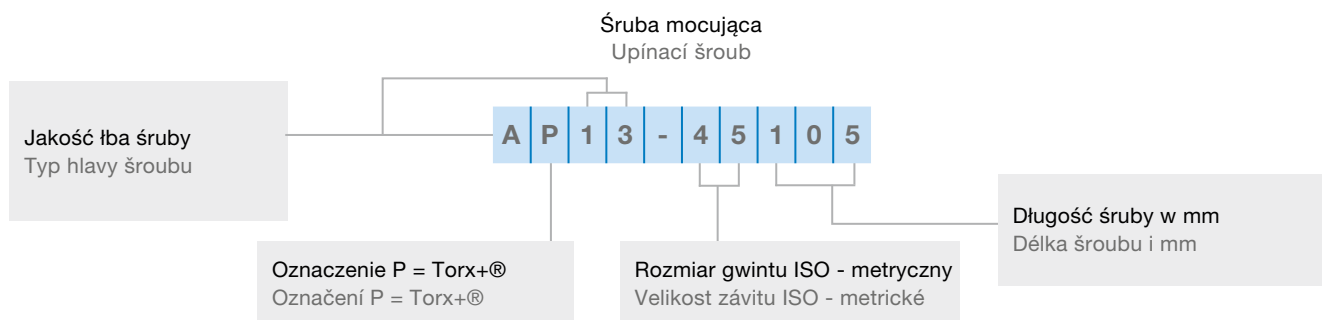 Śruba mocująca
Upínací šroub
Jakość łba śruby
Typ hlavy šroubu
A P 1 3 - 4 5 1 0 5
Długość śruby w mm
Délka šroubu i mm
Oznaczenie P = Torx+®
Označení P = Torx+®
Rozmiar gwintu ISO - metryczny
Velikost závitu ISO - metrické